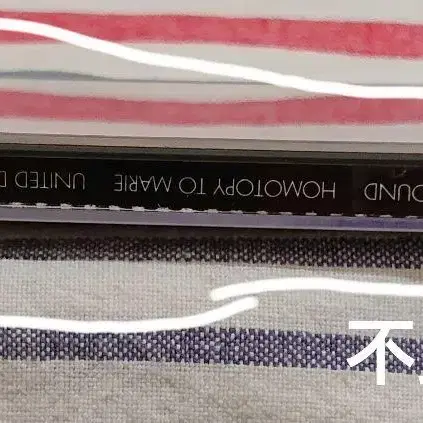 OUND HOMOTOPY TO MARIE UNITED D
不